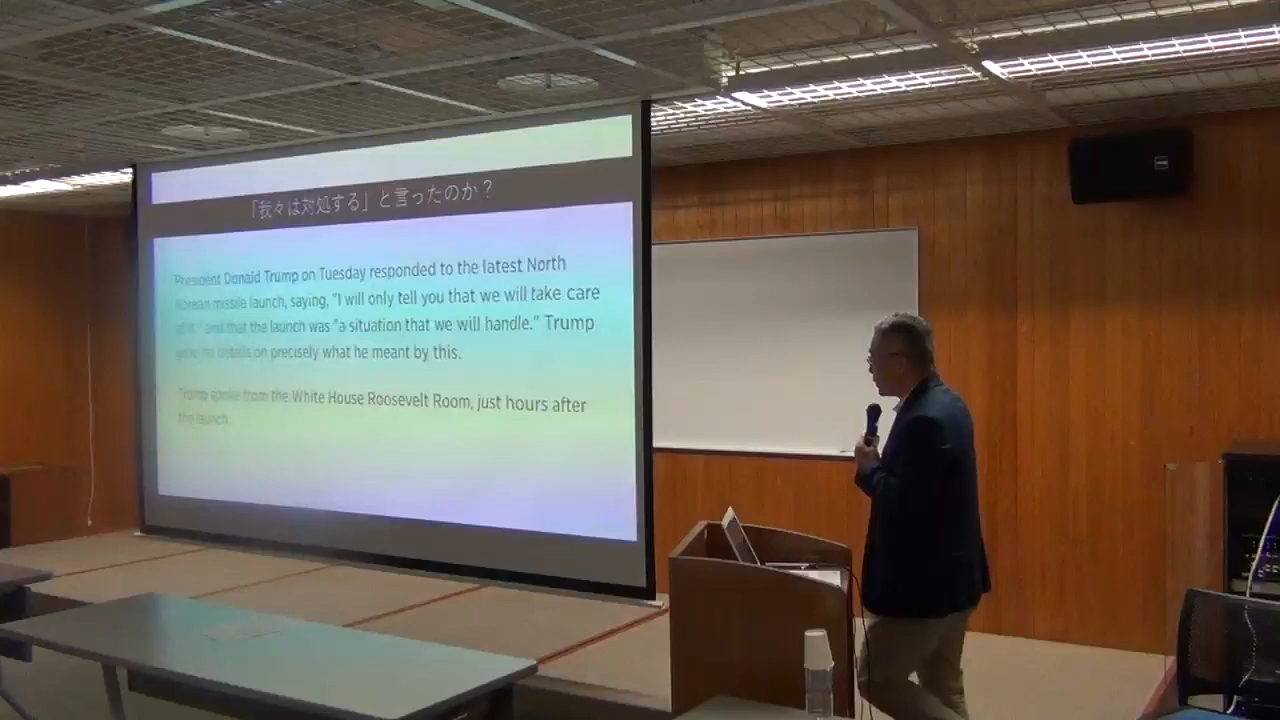 「我々は対処する」と言ったのか？
President Donald Trump on Tuesday responded to the latest North
Korean missile launch, saying, "I will only tell you that we will take care
of it," and that the launch was "a situation that we will handle." Trump
gave no details on precisely what he meant by this.
Trump spoke from the White House Roosevelt Room, just hours after
the launch.